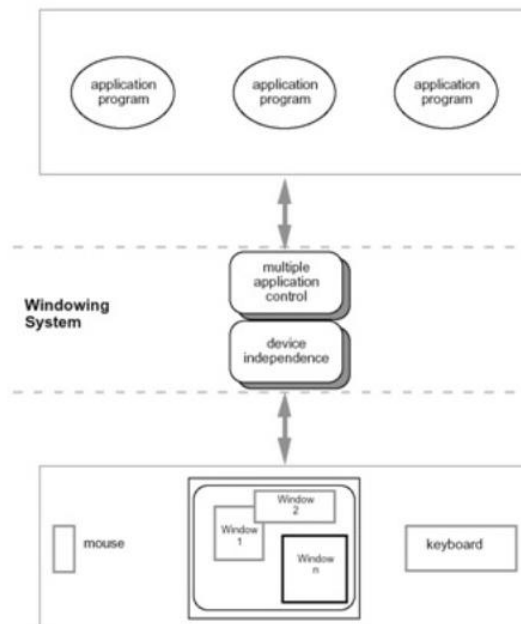 application
program
application
program
application
program
multiple
application
control
Windowing
System
device
independence
mouse
Window
1
Window
2
Window
n
keyboard